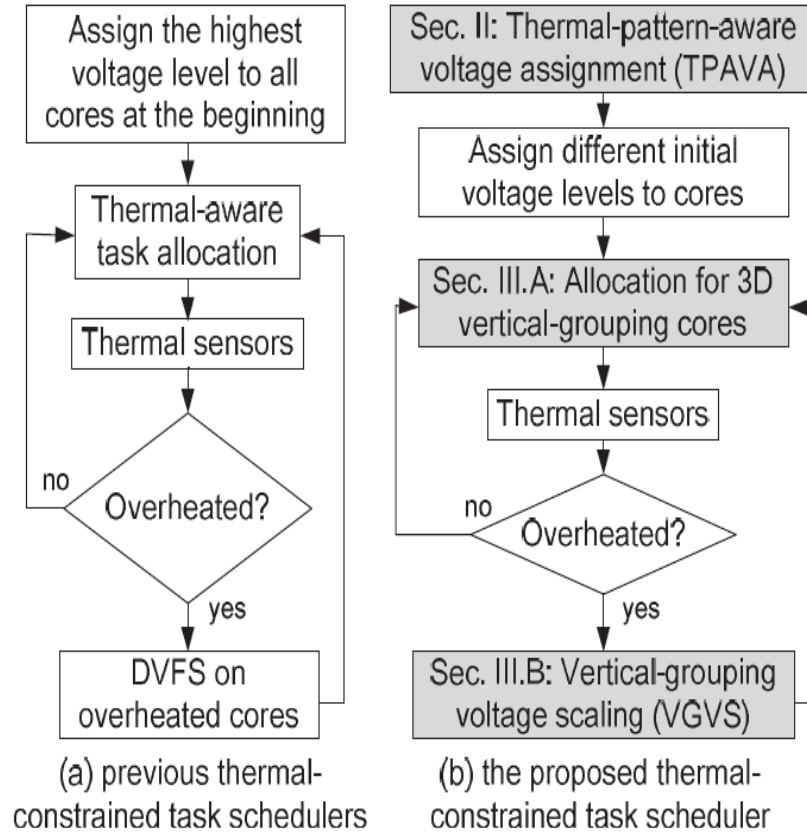 Assign the highest
voltage level to all
cores at the beginning
Thermal-aware
task allocation
Thermal sensors
no
Overheated?
yes
DVFS on
overheated cores
(a) previous thermal-
constrained task schedulers
Sec. II: Thermal-pattern-aware
voltage assignment (TPAVA)
Assign different initial
voltage levels to cores
Sec. III.A: Allocation for 3D
vertical-grouping cores
Thermal sensors
no
Overheated?
yes
Sec. III.B: Vertical-grouping
voltage scaling (VGVS)
(b) the proposed thermal-
constrained task scheduler